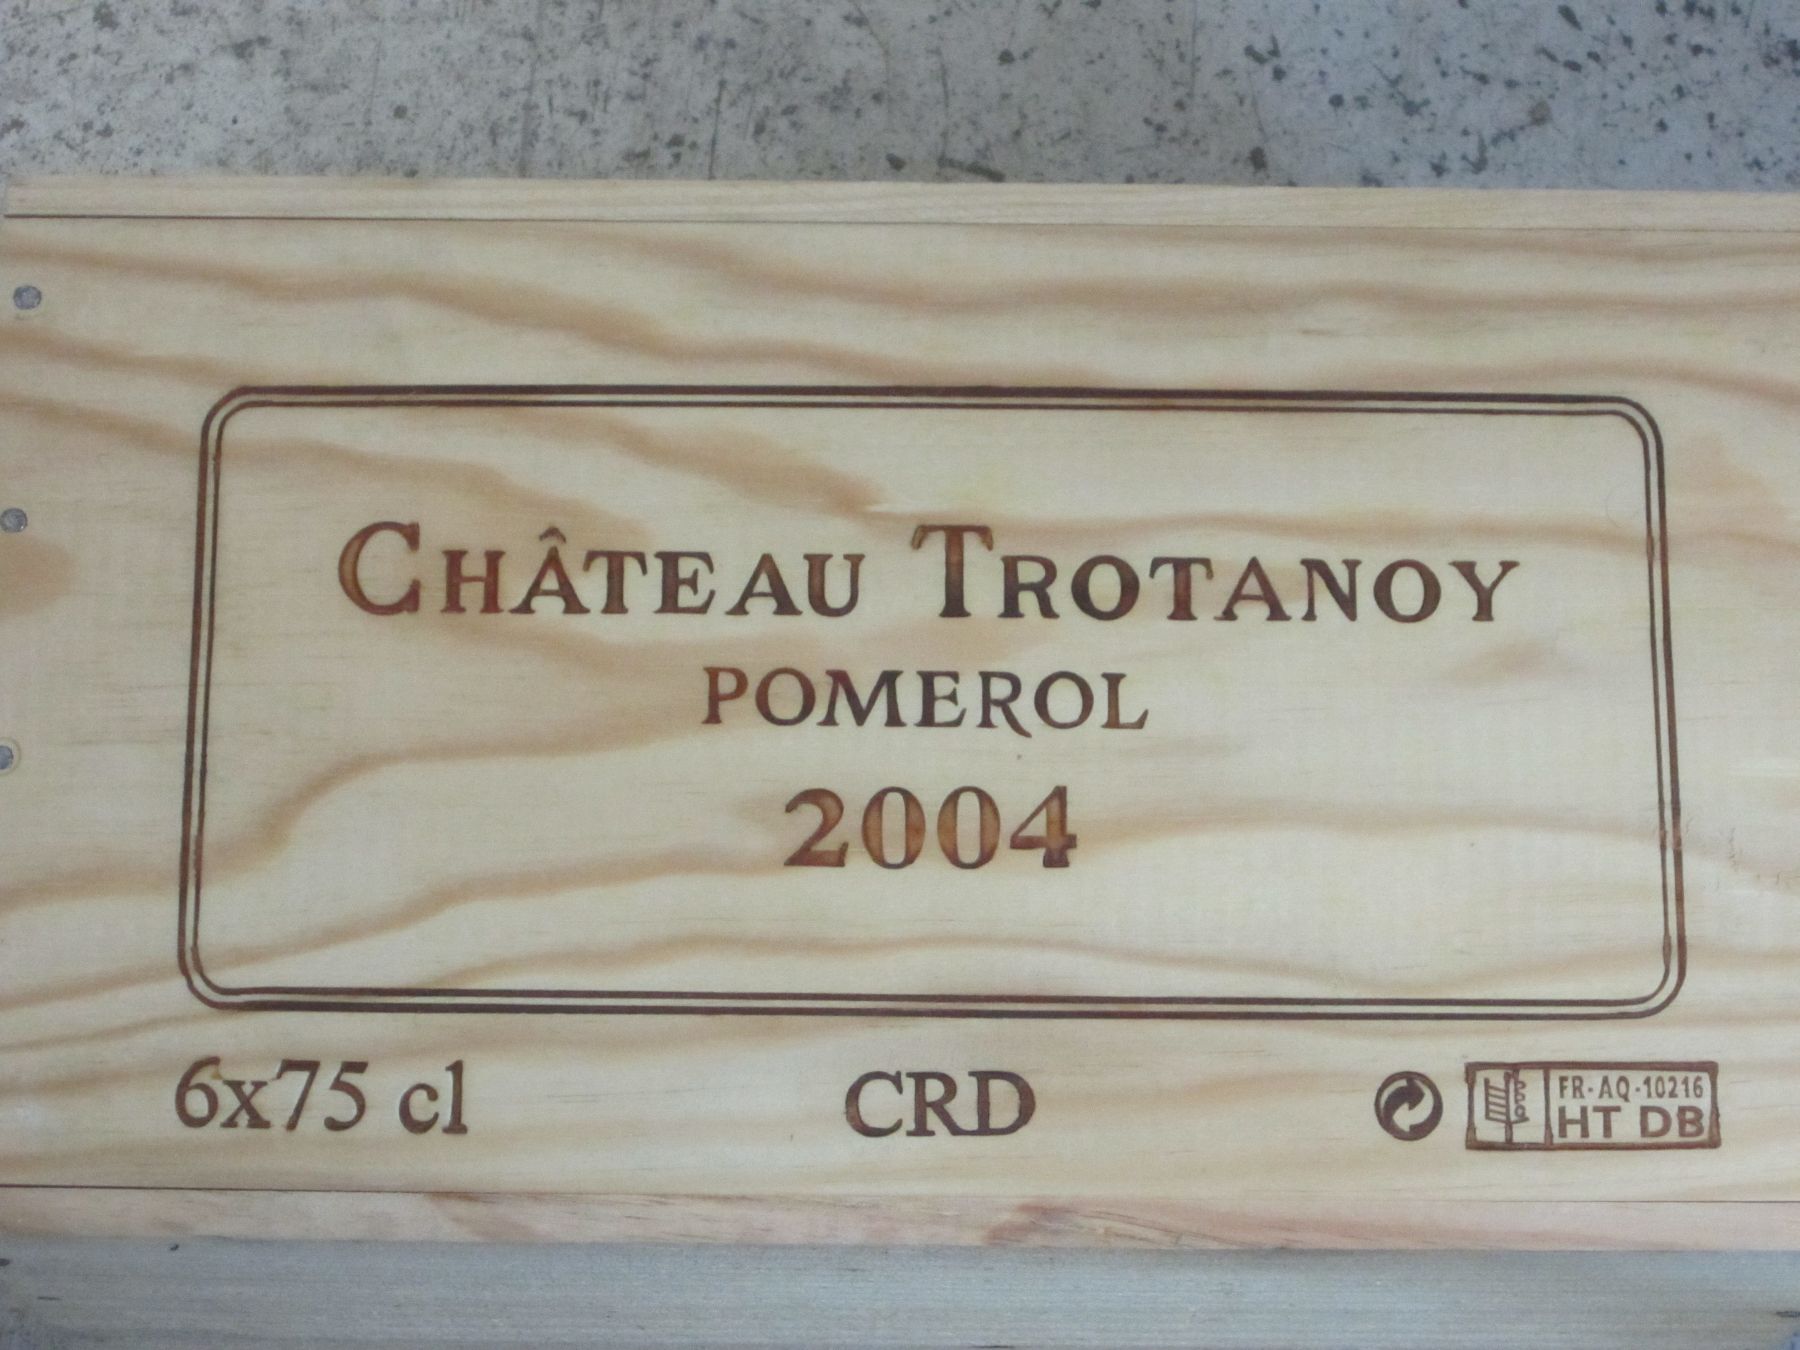 CHÂTEAU TROTANOY
POMEROL
2004
6x75 cl
CRD
FR-AQ-10216
HT DB